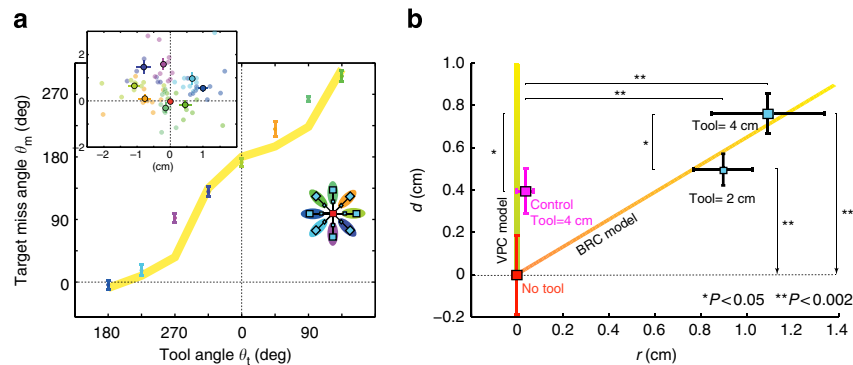 a
b
2
1
0
−2
−1
0
1
(cm)
Target miss angle θm (deg)
270
180
90
0
180
270
0
90
Tool angle θt (deg)
d (cm)
1.0
0.8
0.6
0.4
0.2
0
−0.2
0
0.2
0.4
0.6
0.8
1.0
1.2
1.4
r (cm)
**
**
*
*
**
**
VPC model
BRC model
Tool= 4 cm
Tool= 2 cm
Control
Tool=4 cm
No tool
*P<0.05 **P<0.002